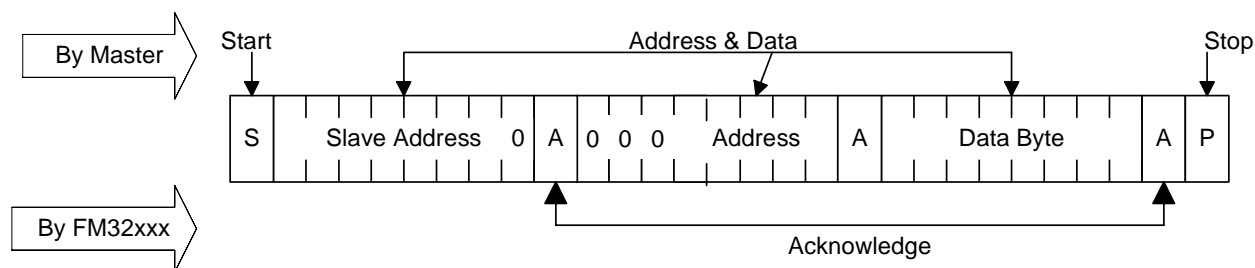 By Master
Start
Address & Data
Stop
S Slave Address 0 A 0 0 0 Address A Data Byte A P
By FM32xxx
Acknowledge